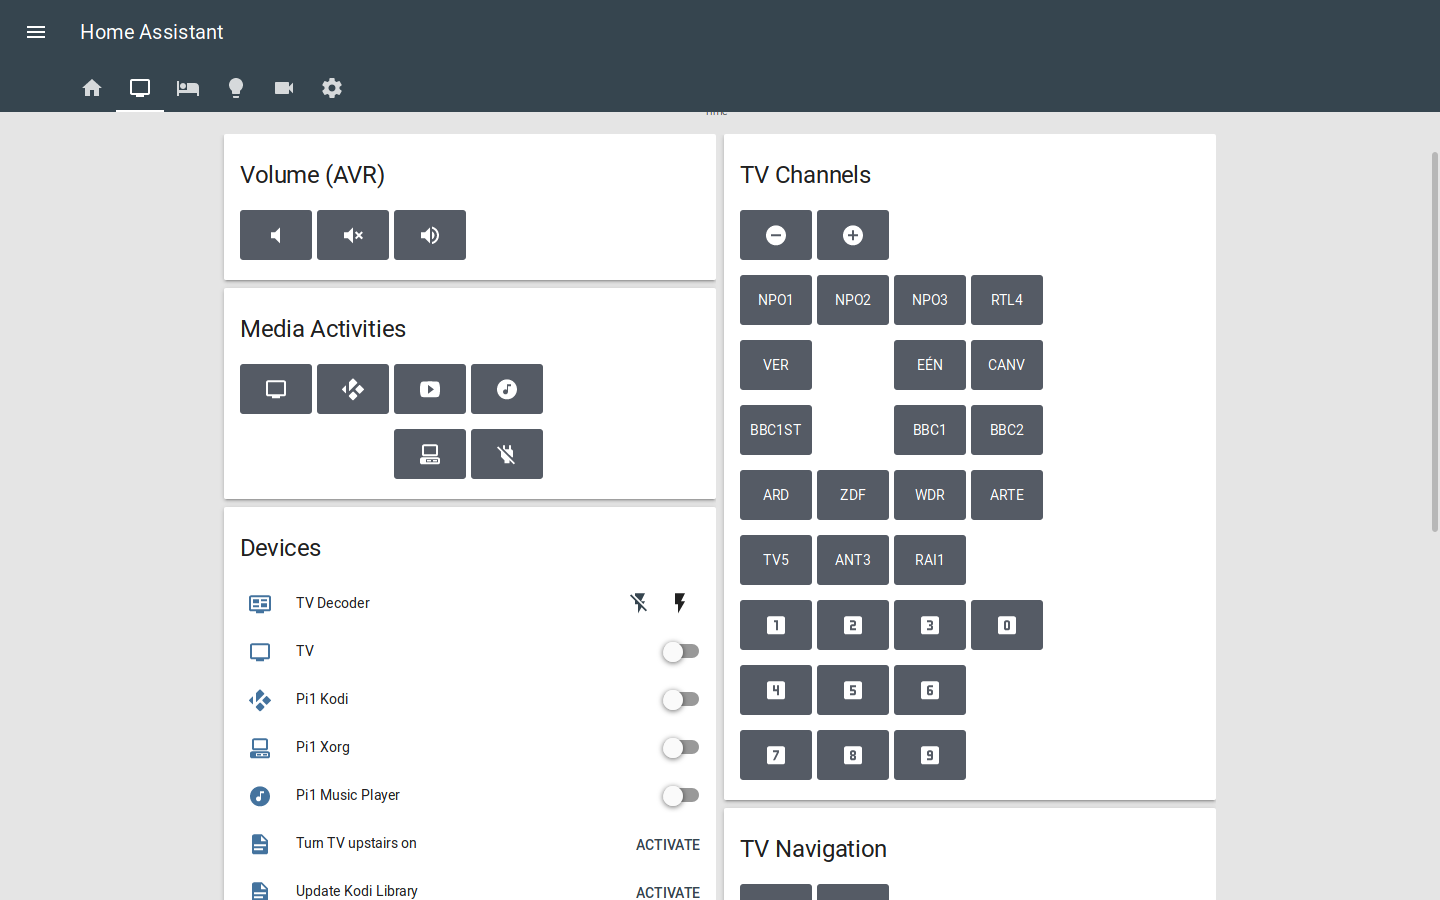 Home Assistant
Volume (AVR)
Media Activities
Devices
TV Decoder
TV
Pi1 Kodi
Pi1 Xorg
Pi1 Music Player
Turn TV upstairs on ACTIVATE
Update Kodi Library ACTIVATE
TV Channels
NPO1 NPO2 NPO3 RTL4
VER EÉN CANV
BBC1ST BBC1 BBC2
ARD ZDF WDR ARTE
TV5 ANT3 RAI1
1 2 3 0
4 5 6
7 8 9
TV Navigation